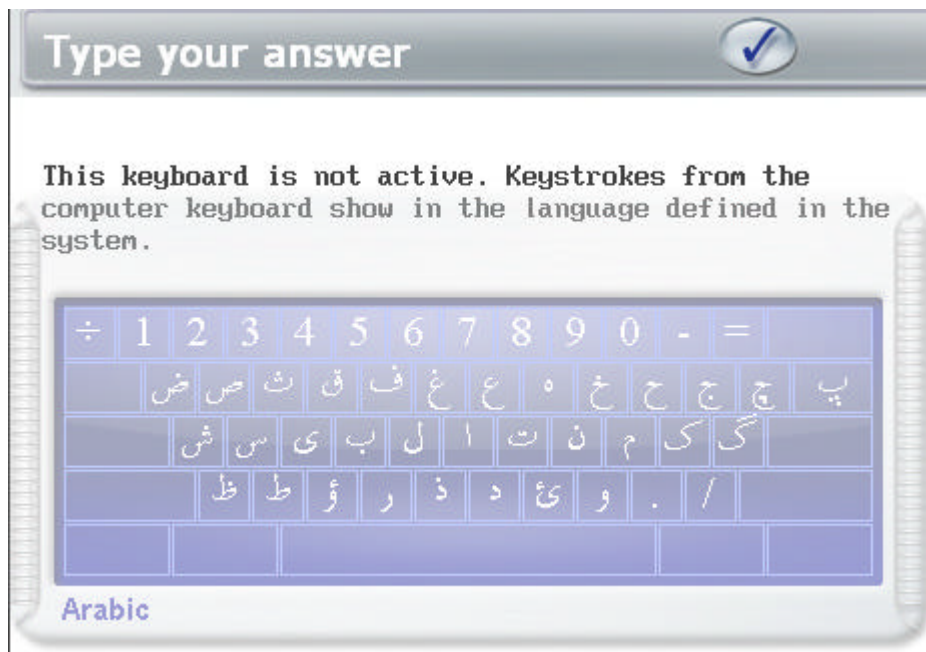 Type your answer
This keyboard is not active. Keystrokes from the
computer keyboard show in the language defined in the
system.
÷ 1 2 3 4 5 6 7 8 9 0 - =
ض ص ث ق ف غ ع ه خ ح ج چ پ
ش س ی ب ل ا ت ن م ک گ
ظ ط ؤ ر ذ د ئ و . /
Arabic